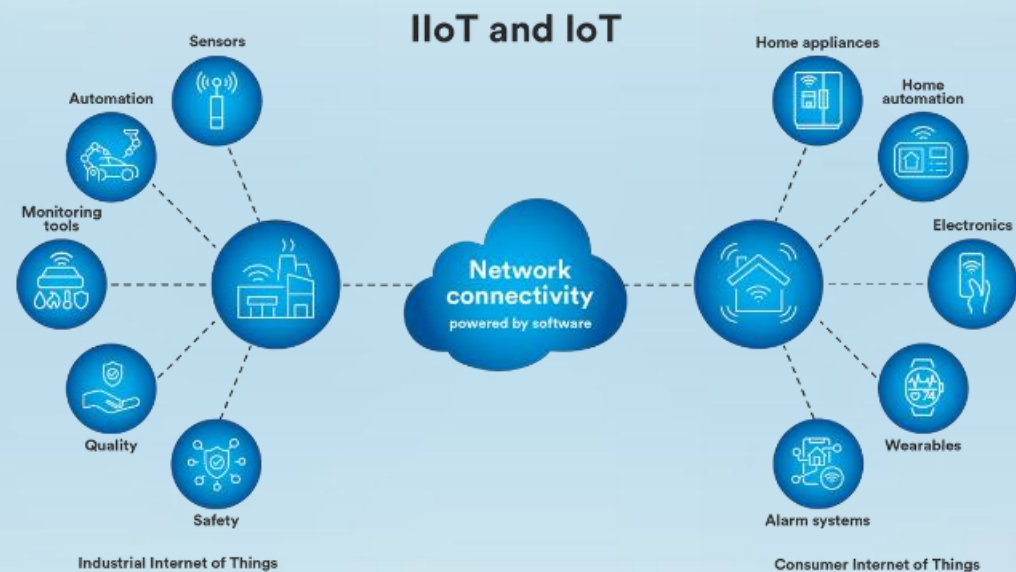 IIoT and IoT
Sensors
Automation
Monitoring
tools
Quality
Safety
Industrial Internet of Things
Network
connectivity
powered by software
Home appliances
Home
automation
Electronics
74
Wearables
Alarm systems
Consumer Internet of Things